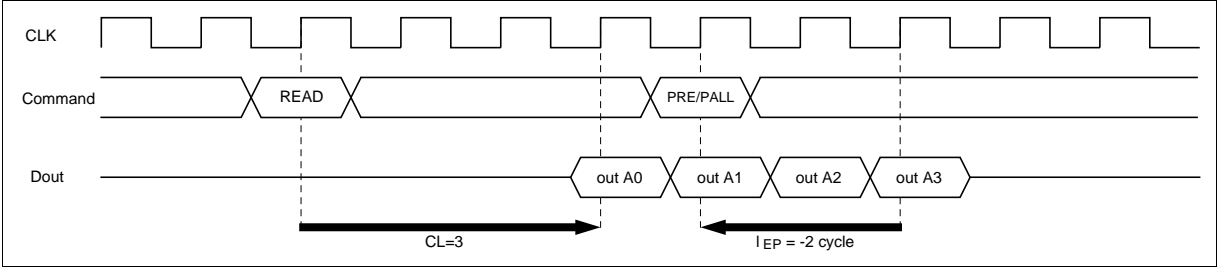 CLK
Command READ PRE/PALL
Dout out A0 out A1 out A2 out A3
CL=3 l EP = -2 cycle